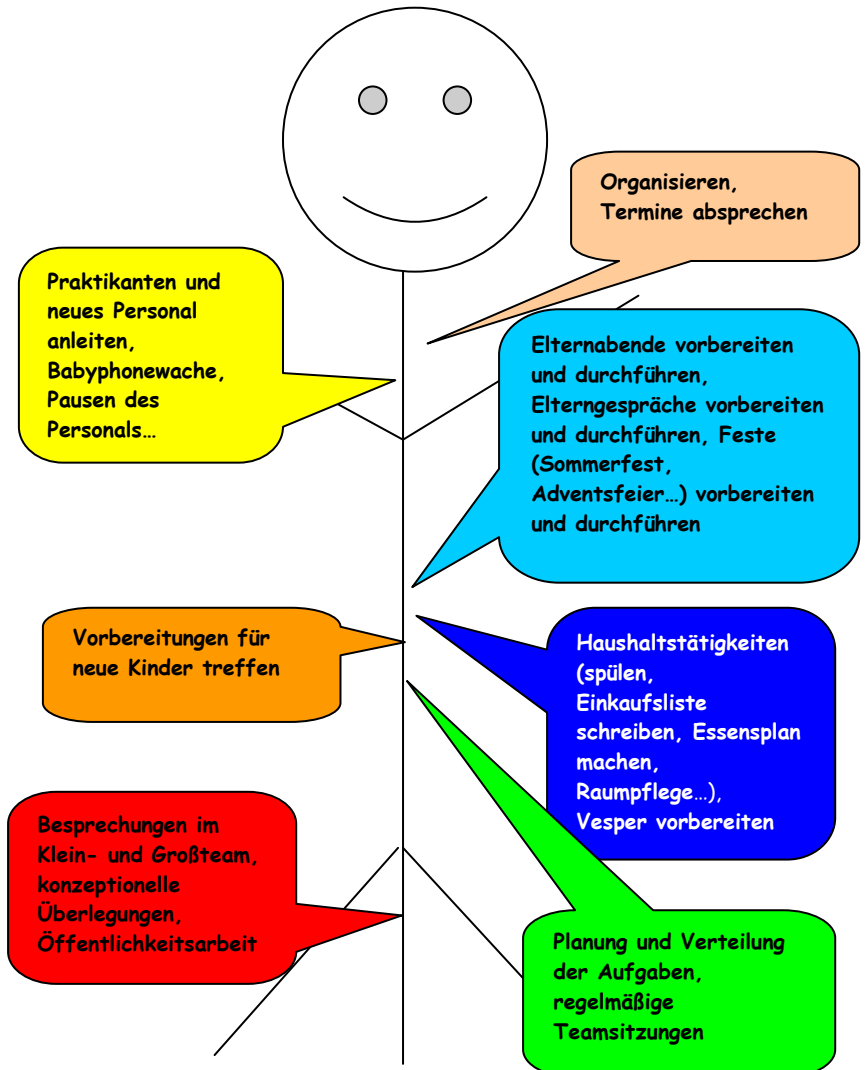 Organisieren,
Termine absprechen
Praktikanten und
neues Personal
anleiten,
Babyphonewache,
Pausen des
Personals…
Elternabende vorbereiten
und durchführen,
Elterngespräche vorbereiten
und durchführen, Feste
(Sommerfest,
Adventsfeier…) vorbereiten
und durchführen
Vorbereitungen für
neue Kinder treffen
Haushaltstätigkeiten
(spülen,
Einkaufsliste
schreiben, Essensplan
machen,
Raumpflege…),
Vesper vorbereiten
Besprechungen im
Klein- und Großteam,
konzeptionelle
Überlegungen,
Öffentlichkeitsarbeit
Planung und Verteilung
der Aufgaben,
regelmäßige
Teamsitzungen